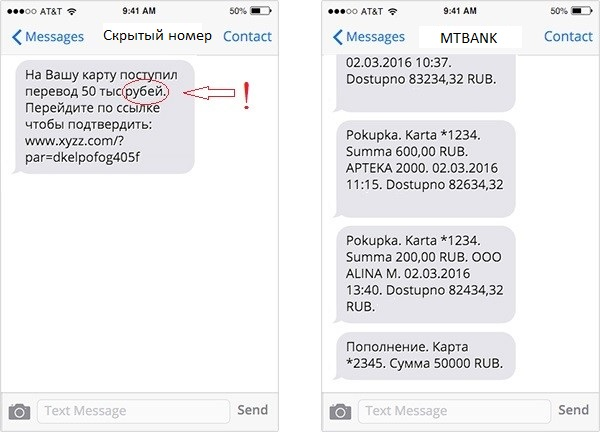 ●●●○○ AT&T 9:41 AM 50%
Messages Скрытый номер Contact
На Вашу карту поступил
перевод 50 тыс рубей.
Перейдите по ссылке
чтобы подтвердить:
www.xyzz.com/?
par=dkelpofog405f
!
Text Message Send
●●●○○ AT&T 9:41 AM 50%
Messages MTBANK Contact
02.03.2016 10:37.
Dostupno 83234,32 RUB.
Pokupka. Karta *1234.
Summa 600,00 RUB.
APTEKA 2000. 02.03.2016
11:15. Dostupno 82634,32
Pokupka. Karta *1234.
Summa 200,00 RUB. OOO
ALINA M. 02.03.2016
13:40. Dostupno 82434,32
RUB.
Пополнение. Карта
*2345. Сумма 50000 RUB.
Text Message Send